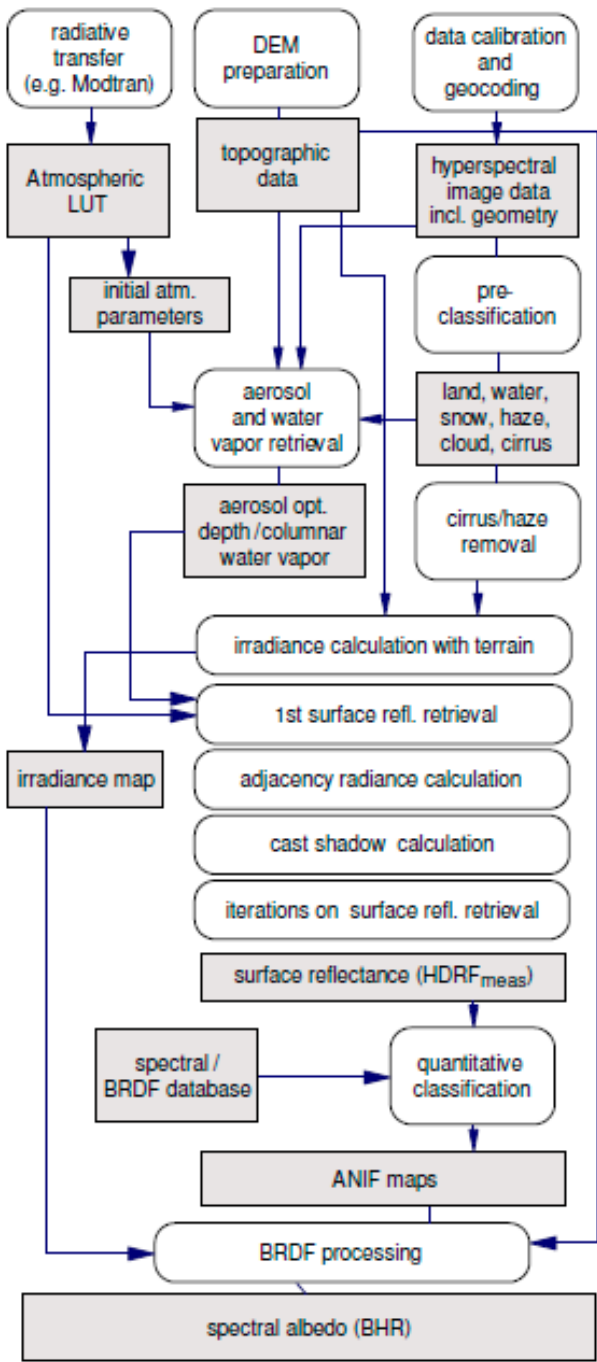 radiative
transfer
(e.g. Modtran)
DEM
preparation
data calibration
and
geocoding
Atmospheric
LUT
topographic
data
hyperspectral
image data
incl. geometry
initial atm.
parameters
pre-
classification
aerosol
and water
vapor retrieval
land, water,
snow, haze,
cloud, cirrus
aerosol opt.
depth/columnar
water vapor
cirrus/haze
removal
irradiance calculation with terrain
1st surface refl. retrieval
irradiance map
adjacency radiance calculation
cast shadow calculation
iterations on surface refl. retrieval
surface reflectance (HDRFmeas)
spectral /
BRDF database
quantitative
classification
ANIF maps
BRDF processing
spectral albedo (BHR)